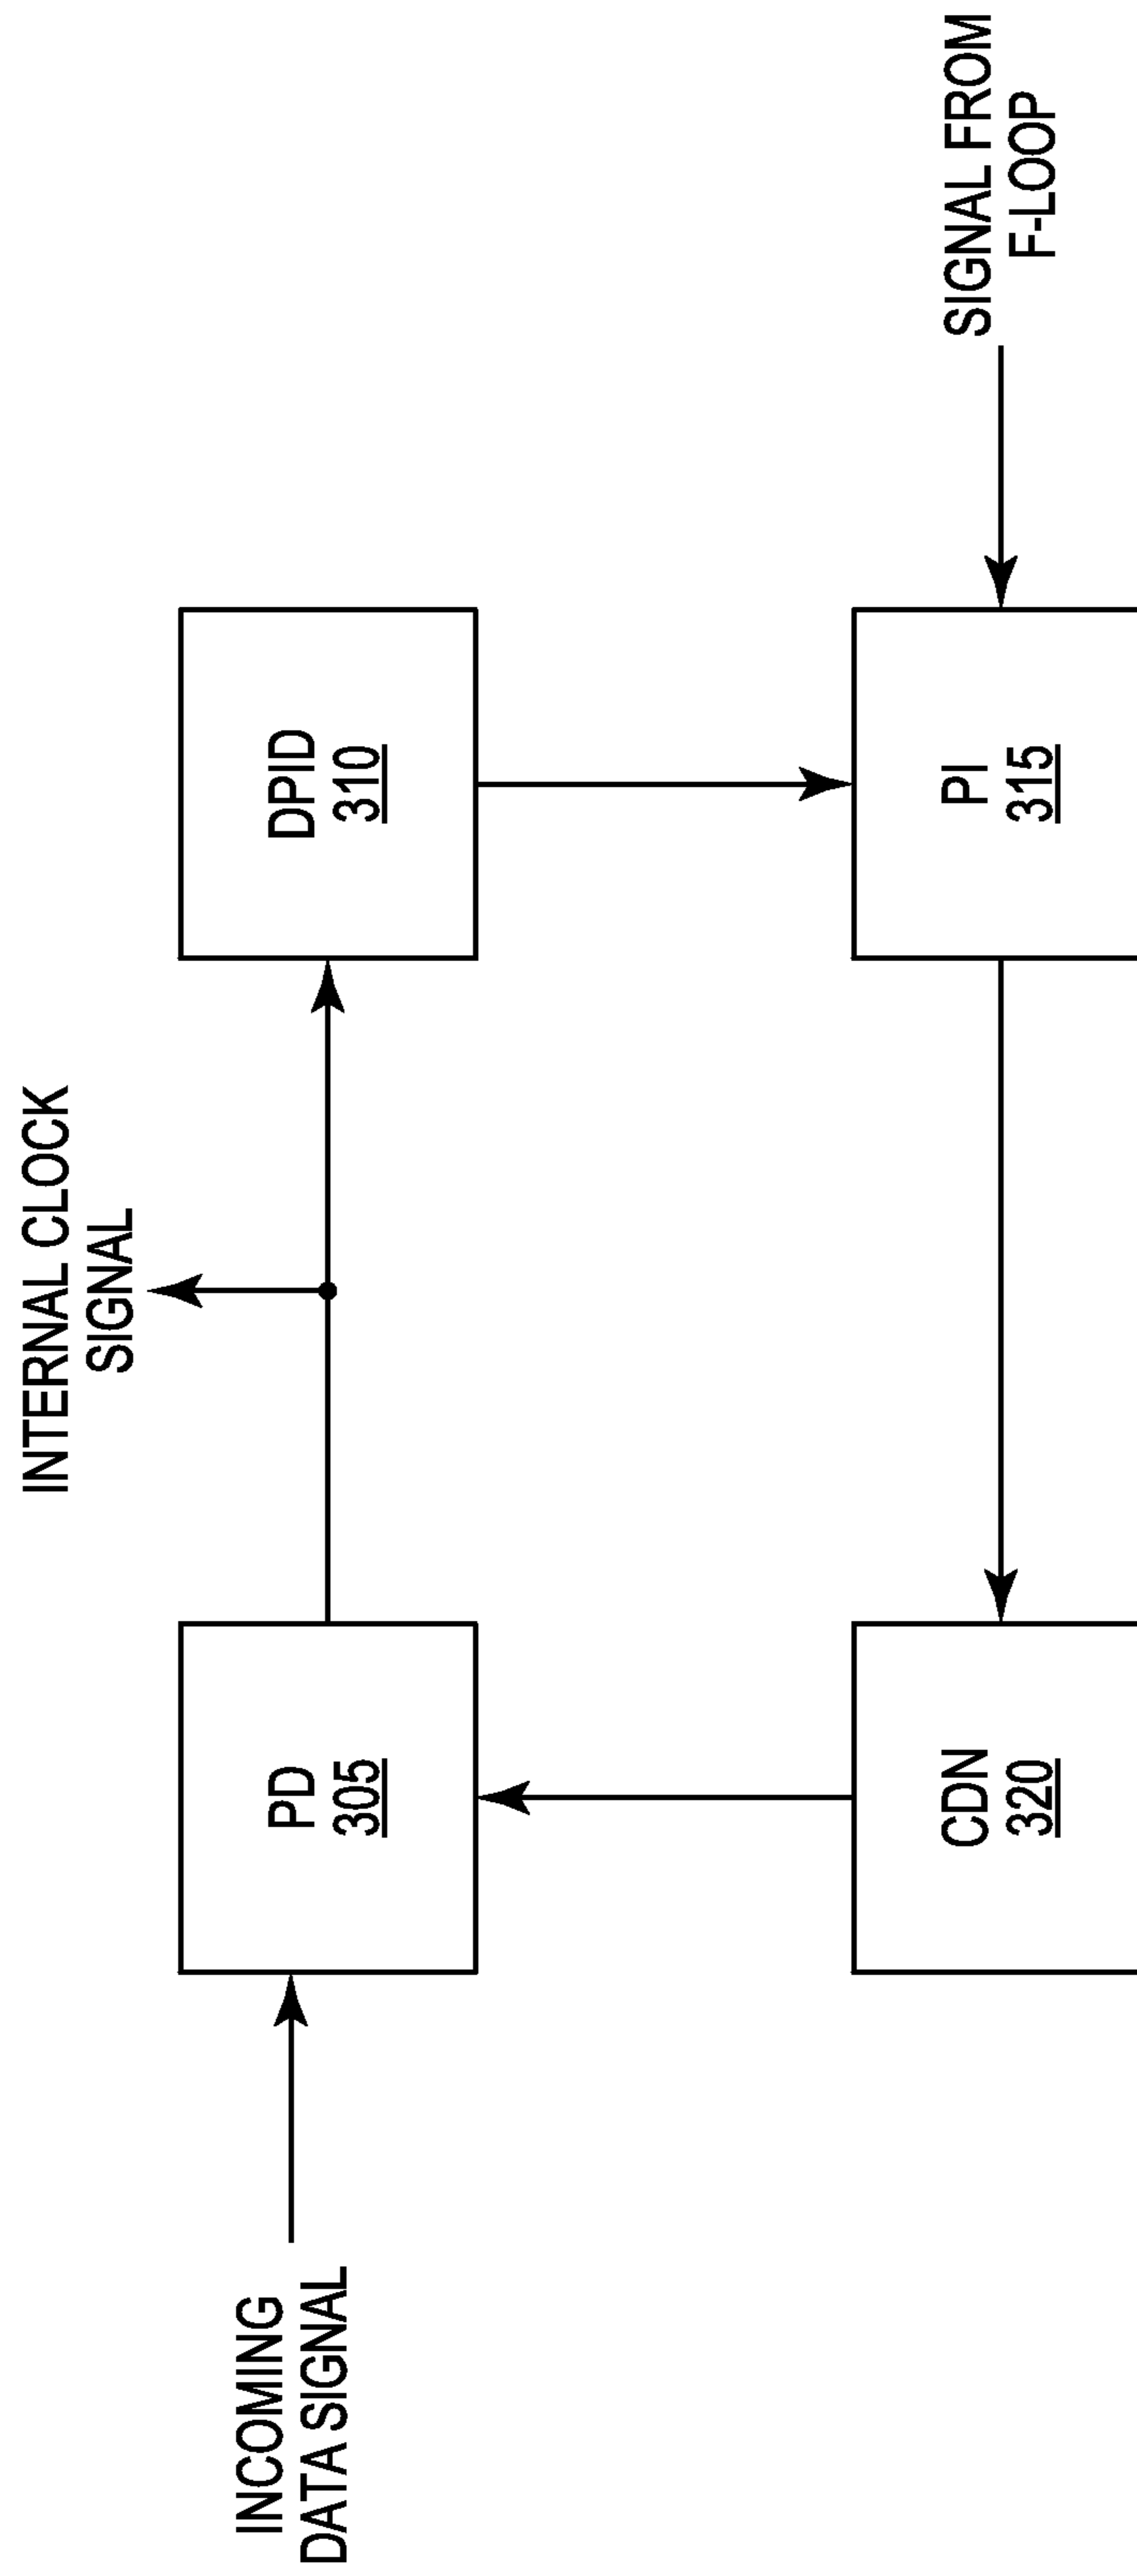 INTERNAL CLOCK
SIGNAL
INCOMING
DATA SIGNAL
PD
305
DPID
310
CDN
320
PI
315
SIGNAL FROM
F-LOOP